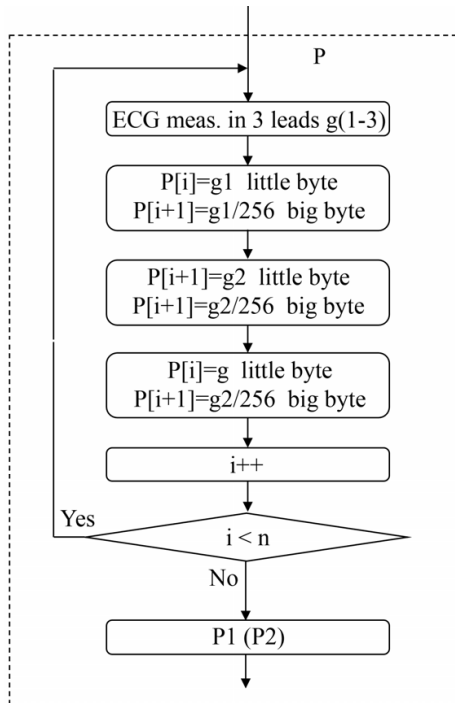 P
ECG meas. in 3 leads g(1-3)
P[i]=g1 little byte
P[i+1]=g1/256 big byte
P[i+1]=g2 little byte
P[i+1]=g2/256 big byte
P[i]=g little byte
P[i+1]=g2/256 big byte
i++
Yes
i < n
No
P1 (P2)